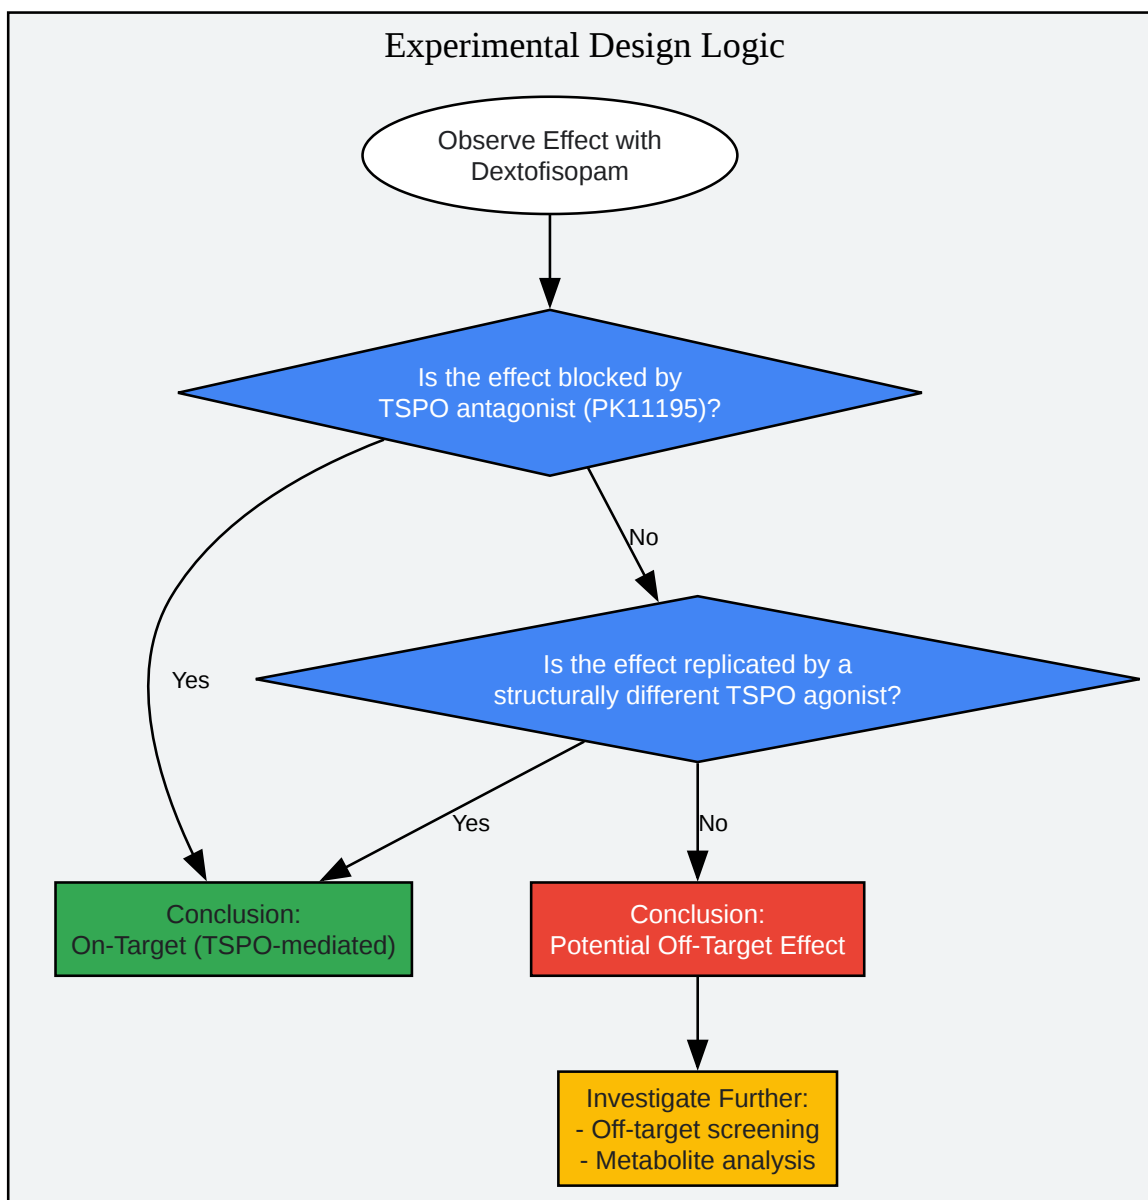 Experimental Design Logic
Observe Effect with
Dextofisopam
Is the effect blocked by
TSPO antagonist (PK11195)?
No
Is the effect replicated by a
structurally different TSPO agonist?
Yes
Yes
No
Conclusion:
On-Target (TSPO-mediated)
Conclusion:
Potential Off-Target Effect
Investigate Further:
- Off-target screening
- Metabolite analysis